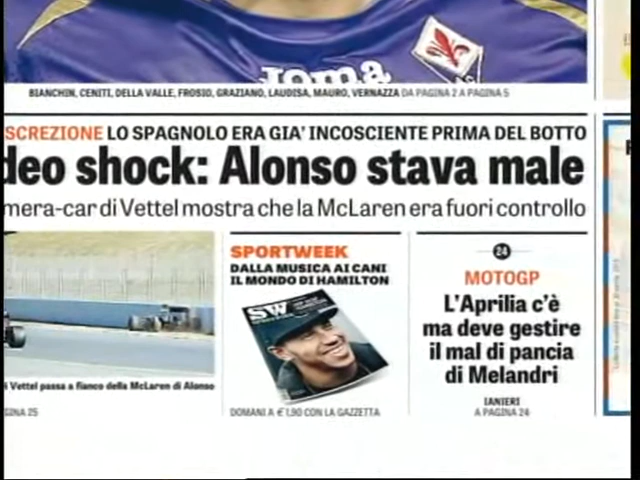 Joma
BIANCHIN, CENITI, DELLA VALLE, FROSIO, GRAZIANO, LAUDISA, MAURO, VERNAZZA DA PAGINA 2 A PAGINA 5
SCREZIONE LO SPAGNOLO ERA GIA' INCOSCIENTE PRIMA DEL BOTTO
deo shock: Alonso stava male
mera-car di Vettel mostra che la McLaren era fuori controllo
di Vettel passa a fianco della McLaren di Alonso
GINA 25
SPORTWEEK
DALLA MUSICA AI CANI
IL MONDO DI HAMILTON
SW
DOMANI A € 1,90 CON LA GAZZETTA
24
MOTOGP
L'Aprilia c'è
ma deve gestire
il mal di pancia
di Melandri
IANIERI
A PAGINA 24